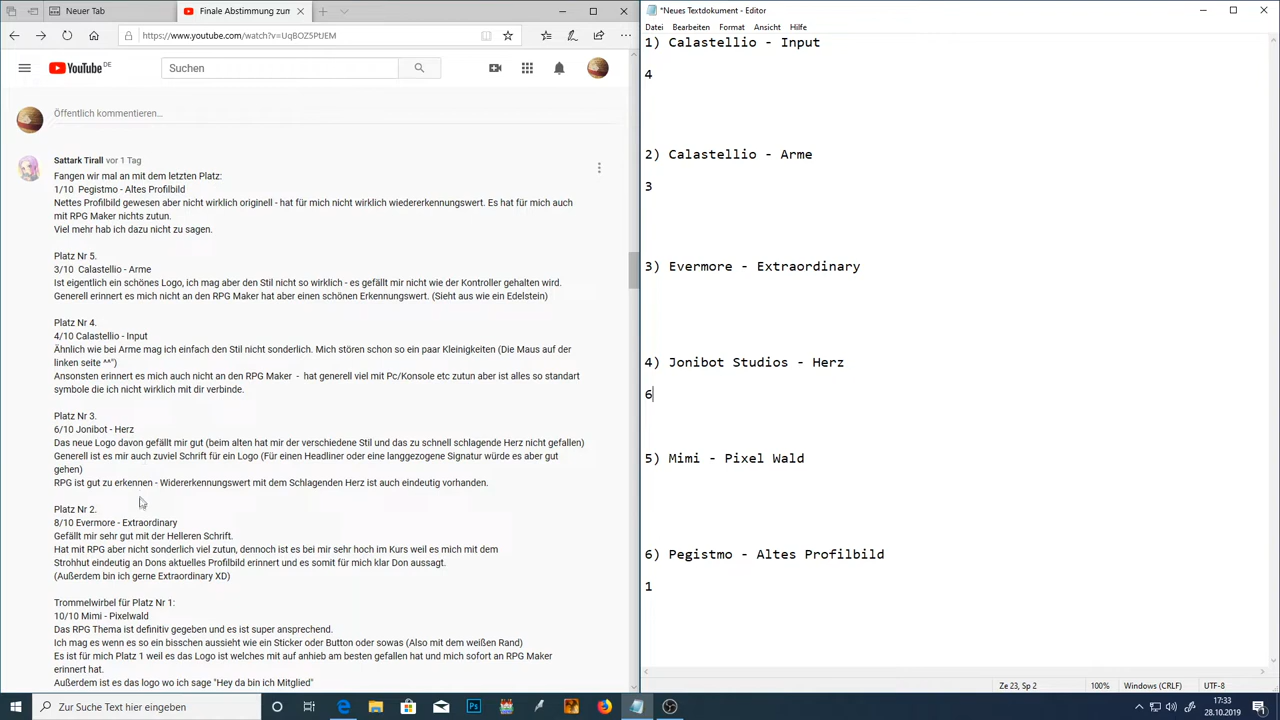 Neuer Tab
Finale Abstimmung zum
https://www.youtube.com/watch?v=UqBOZ5PtJEM
YouTube DE
Suchen
Öffentlich kommentieren...
Sattark Tirall vor 1 Tag
Fangen wir mal an mit dem letzten Platz:
1/10 Pegistmo - Altes Profilbild
Nettes Profilbild gewesen aber nicht wirklich originell - hat für mich nicht wirklich wiedererkennungswert. Es hat für mich auch
mit RPG Maker nichts zutun.
Viel mehr hab ich dazu nicht zu sagen.
Platz Nr 5.
3/10 Calastellio - Arme
Ist eigentlich ein schönes Logo, ich mag aber den Stil nicht so wirklich - es gefällt mir nicht wie der Kontroller gehalten wird.
Generell erinnert es mich nicht an den RPG Maker hat aber einen schönen Erkennungswert. (Sieht aus wie ein Edelstein)
Platz Nr 4.
4/10 Calastellio - Input
Ähnlich wie bei Arme mag ich einfach den Stil nicht sonderlich. Mich stören schon so ein paar Kleinigkeiten (Die Maus auf der
linken seite ^^")
Ansonsten erinnert es mich auch nicht an den RPG Maker - hat generell viel mit Pc/Konsole etc zutun aber ist alles so standart
symbole die ich nicht wirklich mit dir verbinde.
Platz Nr 3.
6/10 Jonibot - Herz
Das neue Logo davon gefällt mir gut (beim alten hat mir der verschiedene Stil und das zu schnell schlagende Herz nicht gefallen)
Generell ist es mir auch zuviel Schrift für ein Logo (Für einen Headliner oder eine langgezogene Signatur würde es aber gut
gehen)
RPG ist gut zu erkennen - Widererkennungswert mit dem Schlagenden Herz ist auch eindeutig vorhanden.
Platz Nr 2.
8/10 Evermore - Extraordinary
Gefällt mir sehr gut mit der Helleren Schrift.
Hat mit RPG aber nicht sonderlich viel zutun, dennoch ist es bei mir sehr hoch im Kurs weil es mich mit dem
Strohhut eindeutig an Dons aktuelles Profilbild erinnert und es somit für mich klar Don aussagt.
(Außerdem bin ich gerne Extraordinary XD)
Trommelwirbel für Platz Nr 1:
10/10 Mimi - Pixelwald
Das RPG Thema ist definitiv gegeben und es ist super ansprechend.
Ich mag es wenn es so ein bisschen aussieht wie ein Sticker oder Button oder sowas (Also mit dem weißen Rand)
Es ist für mich Platz 1 weil es das Logo ist welches mit auf anhieb am besten gefallen hat und mich sofort an RPG Maker
erinnert hat.
Außerdem ist es das logo wo ich sage "Hey da bin ich Mitglied"
*Neues Textdokument - Editor
Datei Bearbeiten Format Ansicht Hilfe
1) Calastellio - Input
4
2) Calastellio - Arme
3
3) Evermore - Extraordinary
4) Jonibot Studios - Herz
6
5) Mimi - Pixel Wald
6) Pegistmo - Altes Profilbild
1
Ze 23, Sp 2 100% Windows (CRLF) UTF-8
Zur Suche Text hier eingeben
Ps
17:33
28.10.2019
1